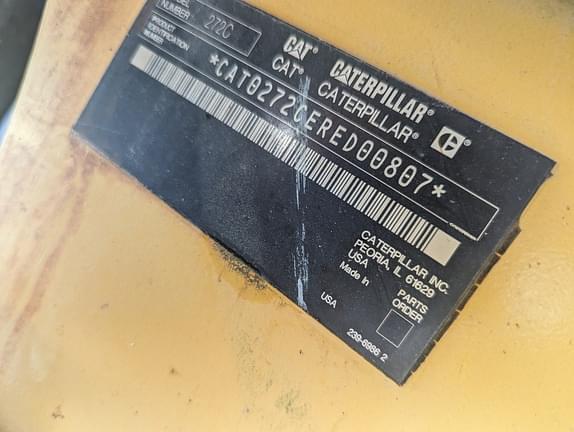 MODEL
NUMBER
272C
PRODUCT
IDENTIFICATION
NUMBER
CAT® CATERPILLAR®
CAT® CATERPILLAR®
*CAT0272CERED00807*
CATERPILLAR INC.
PEORIA, IL 61629
USA
Made in
USA
PARTS
ORDER
239-6986 2